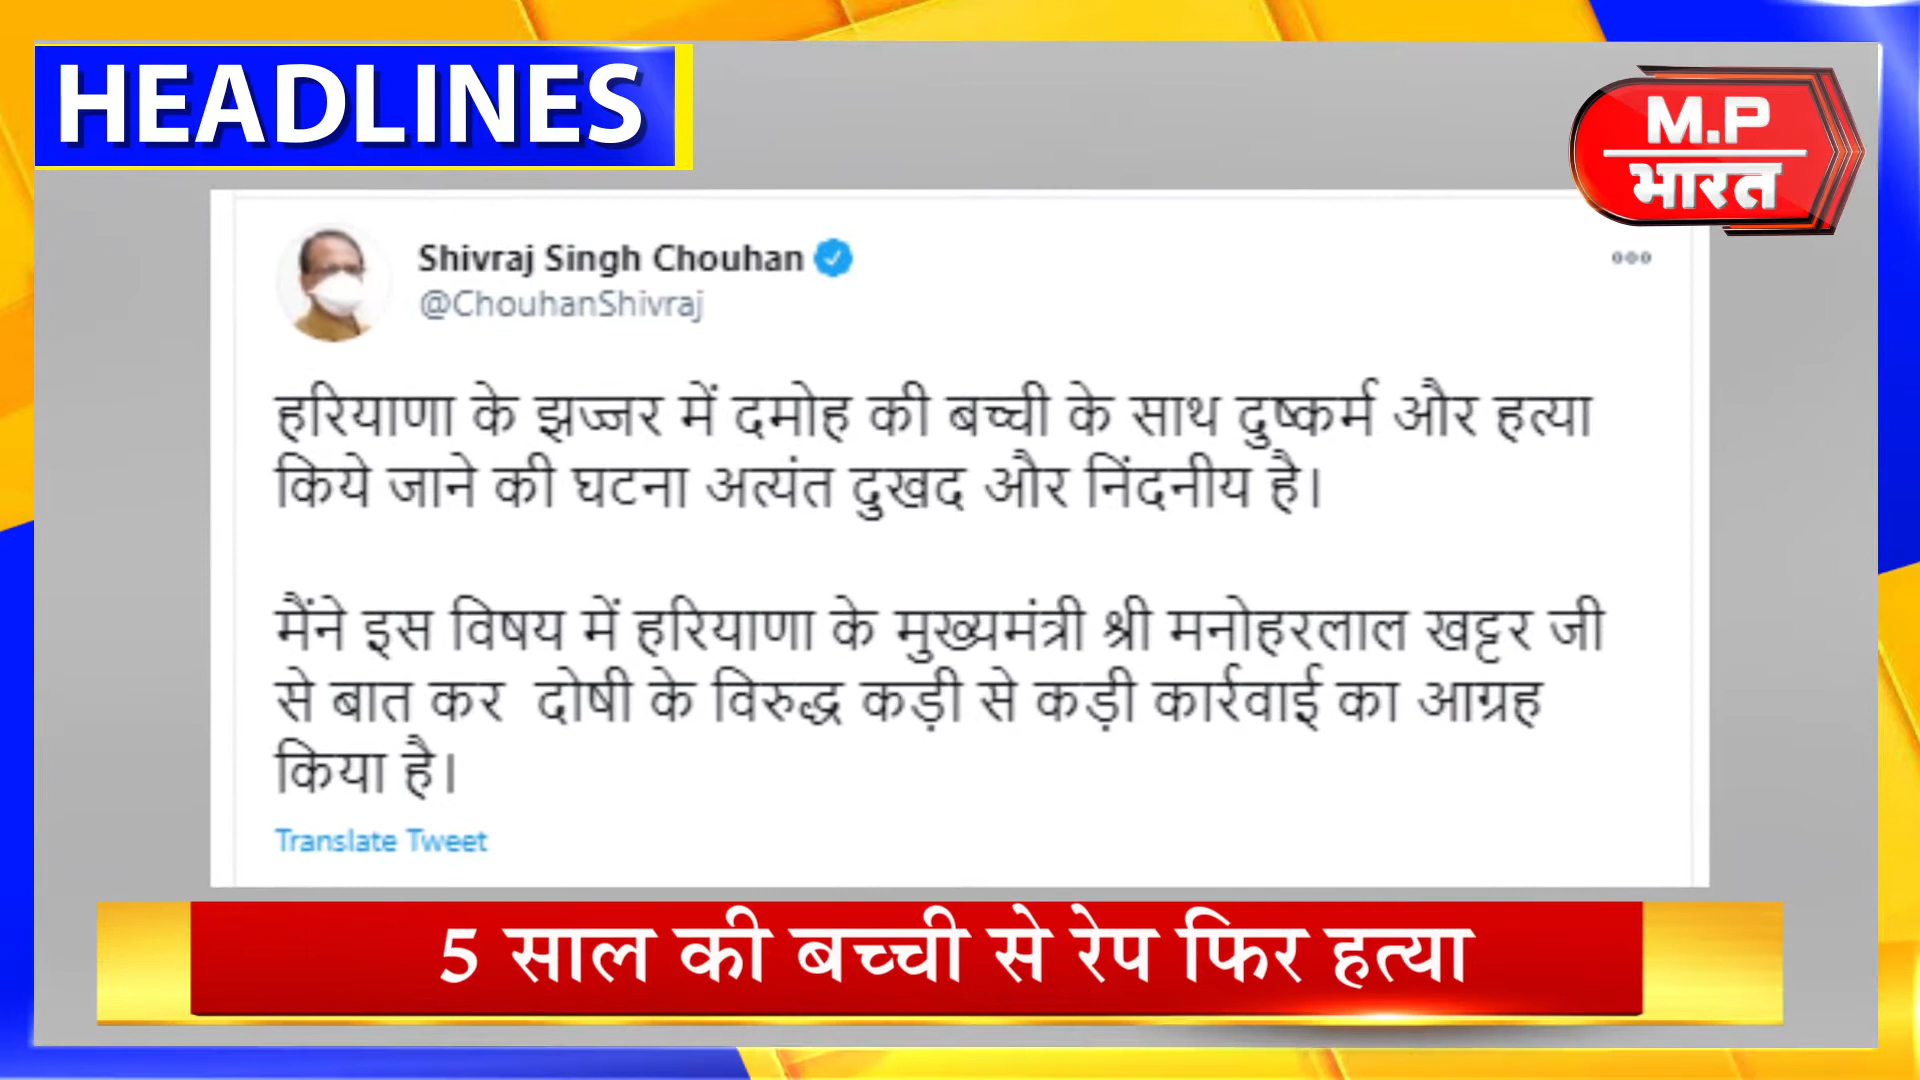 HEADLINES
M.P
भारत
Shivraj Singh Chouhan
@ChouhanShivraj
हरियाणा के झज्जर में दमोह की बच्ची के साथ दुष्कर्म और हत्या
किये जाने की घटना अत्यंत दुखद और निंदनीय है।
मैंने इस विषय में हरियाणा के मुख्यमंत्री श्री मनोहरलाल खट्टर जी
से बात कर दोषी के विरुद्ध कड़ी से कड़ी कार्रवाई का आग्रह
किया है।
Translate Tweet
5 साल की बच्ची से रेप फिर हत्या